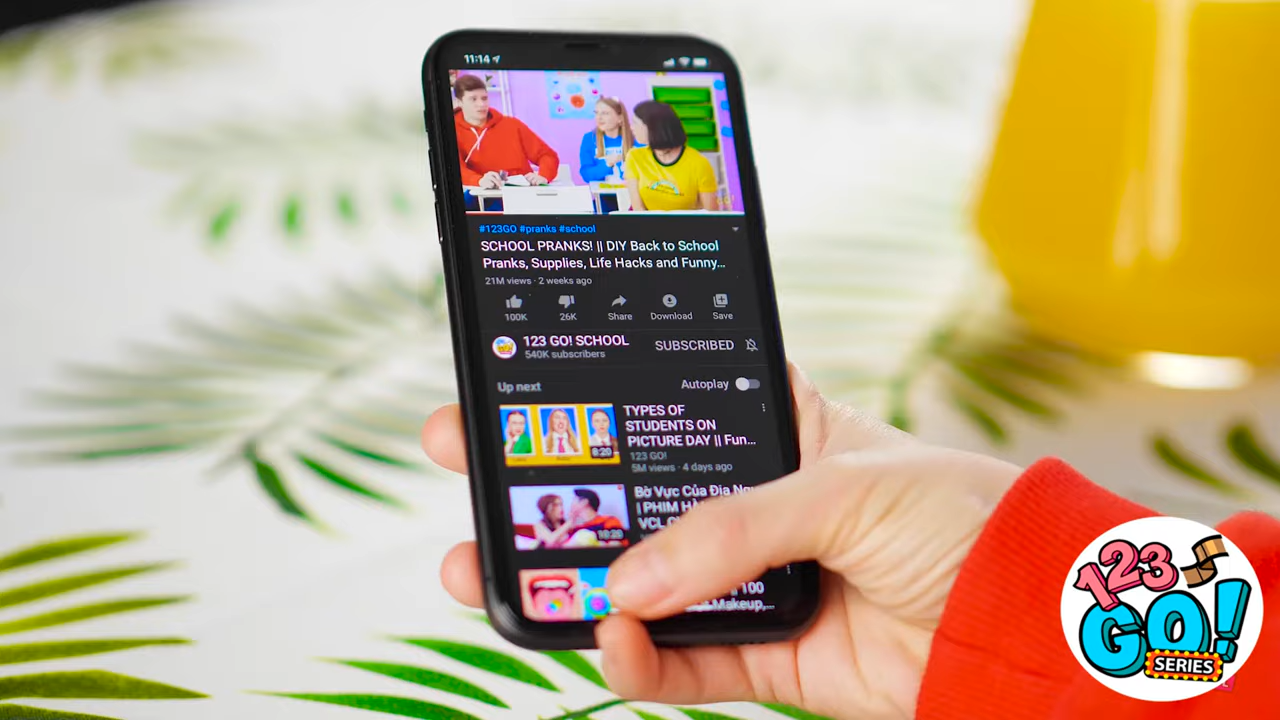 11:14
#123GO #pranks #school
SCHOOL PRANKS! || DIY Back to School
Pranks, Supplies, Life Hacks and Funny...
21M views · 2 weeks ago
100K 26K Share Download Save
123 GO! SCHOOL SUBSCRIBED
540K subscribers
Up next Autoplay
TYPES OF
STUDENTS ON
PICTURE DAY || Fun...
8:20
123 GO!
5M views · 4 days ago
Bờ Vực Của Địa
| PHIM
VCL
10:20
100
Makeup,...
123
GO!
SERIES